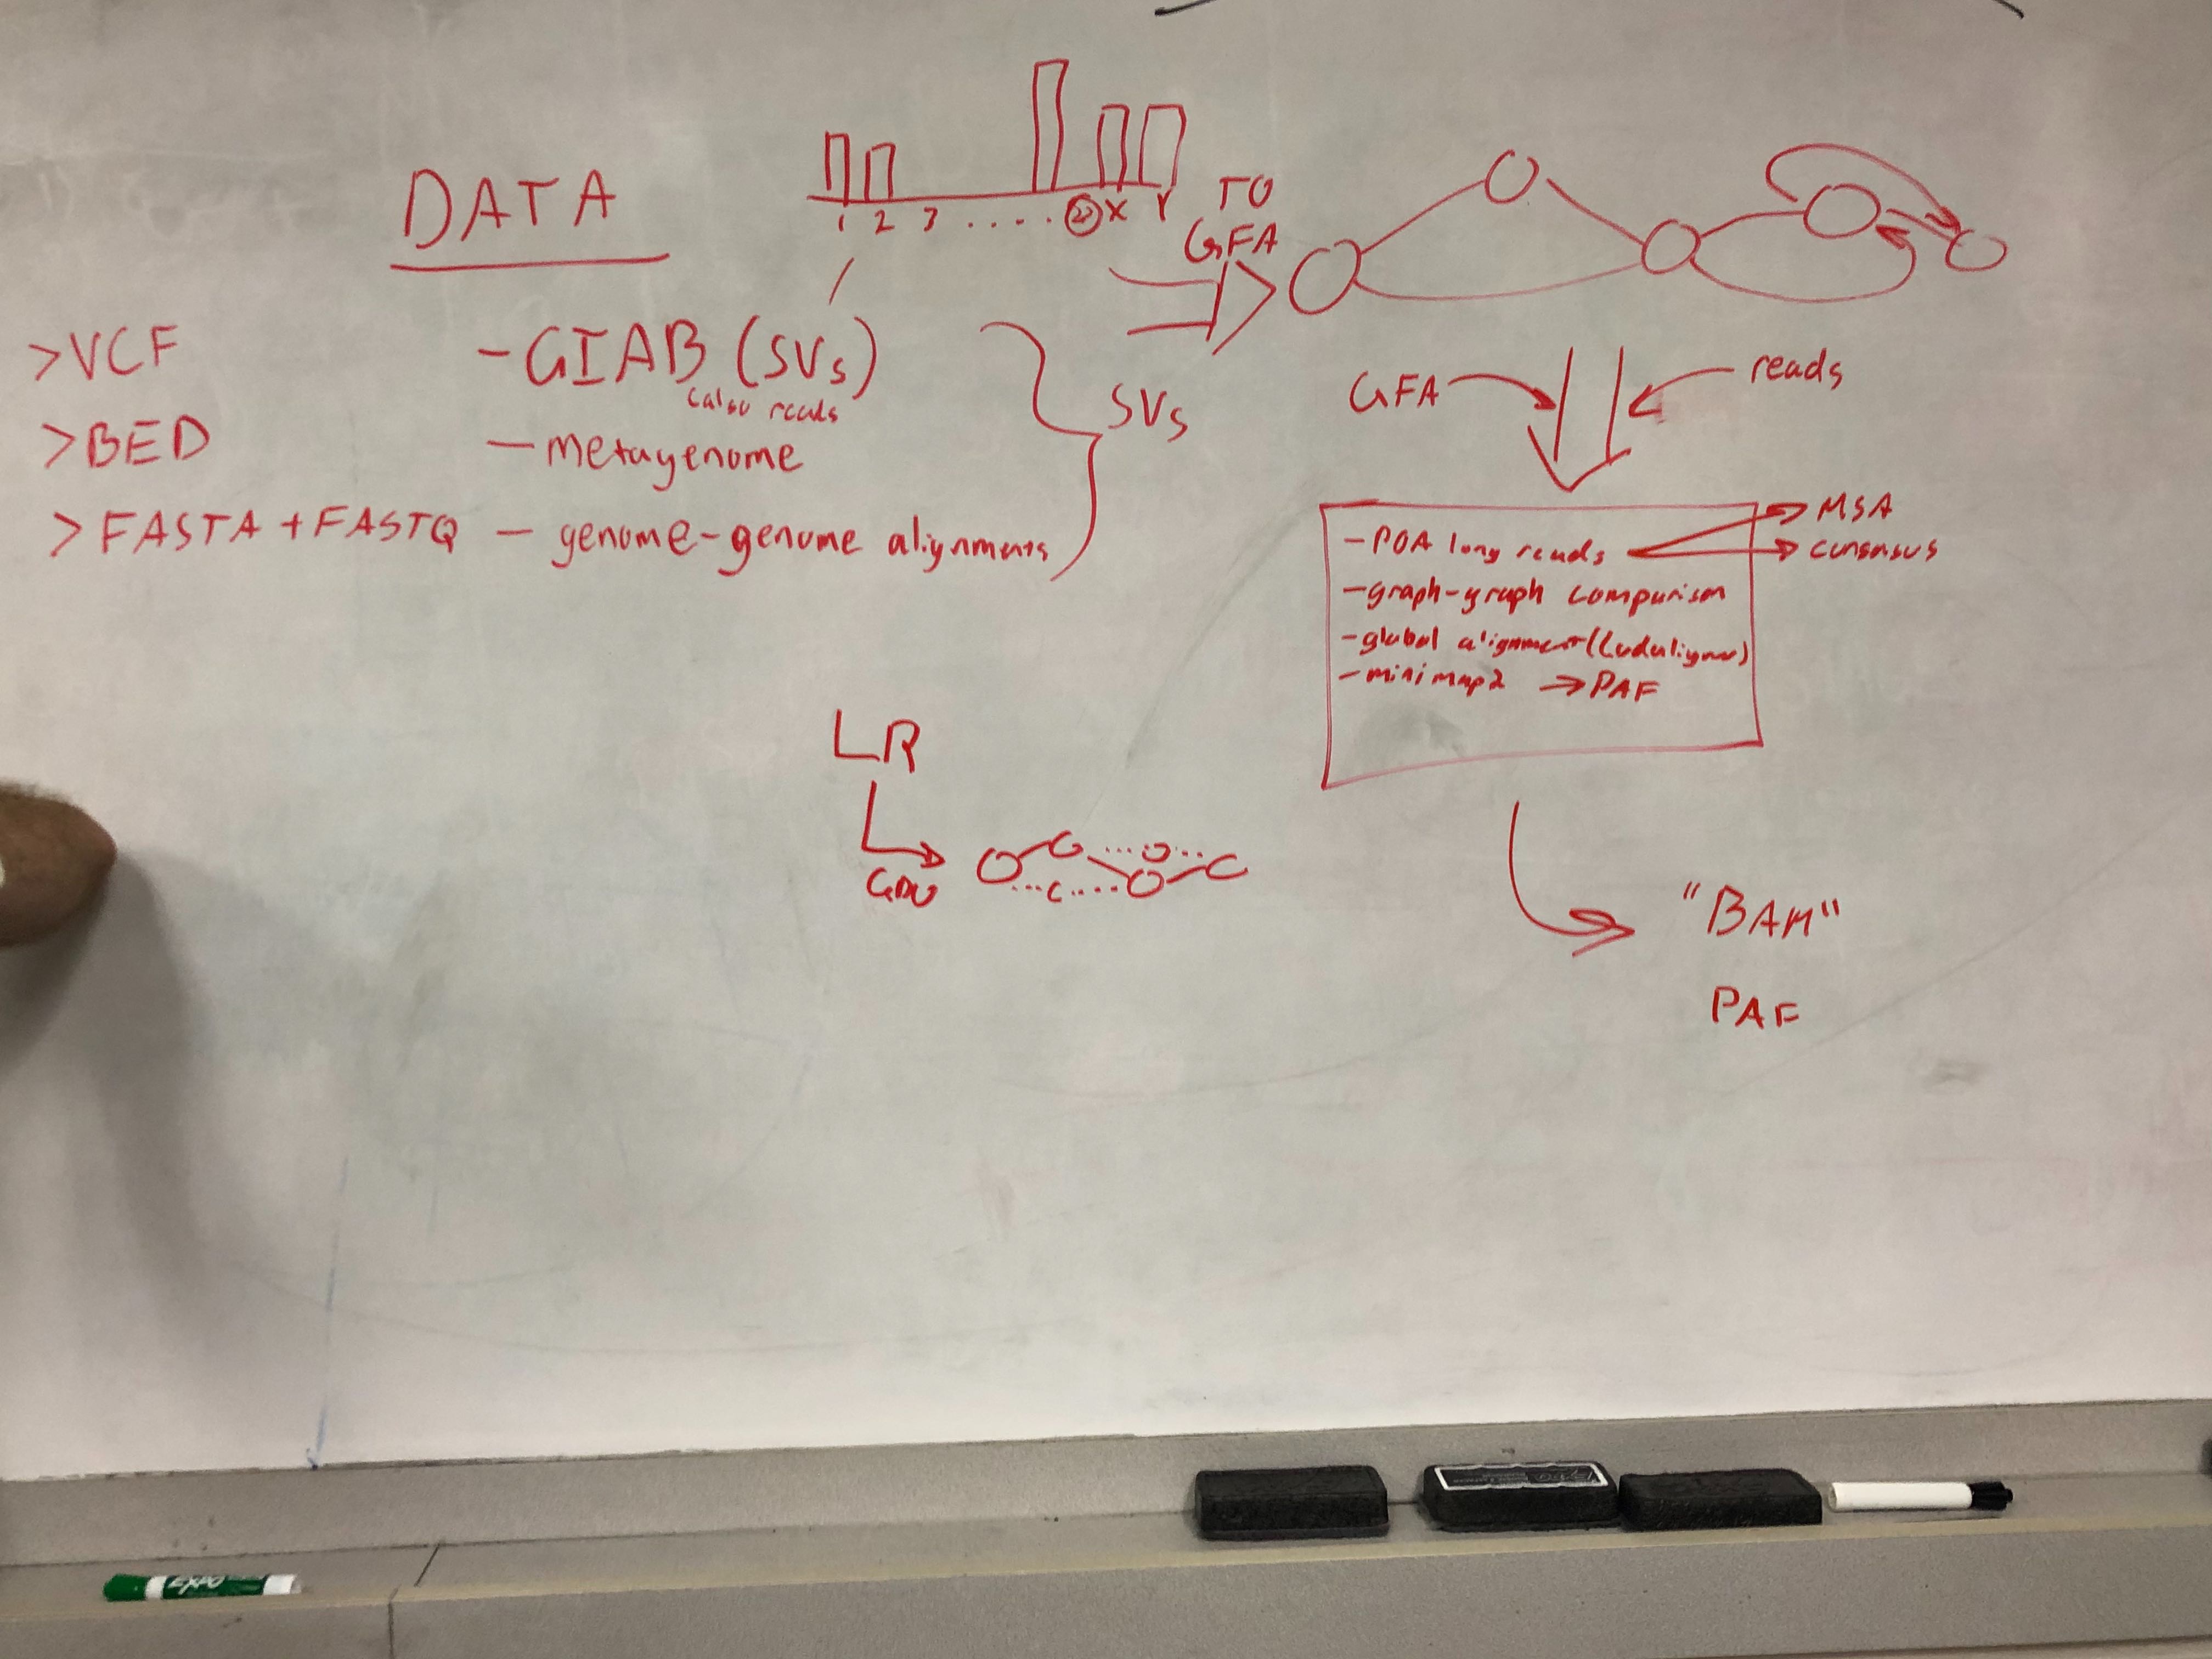 DATA
1 2 3 ..... 22 X Y
TO
GFA
>VCF
- GIAB (SVs)
(also reads
>BED
- metagenome
>FASTA + FASTQ - genome-genome alignments
SVs
GFA
reads
- POA long reads
MSA
consensus
- graph-graph comparison
- global alignment
- minimap2 → PAF
LR
"BAM"
PAF
EXPO